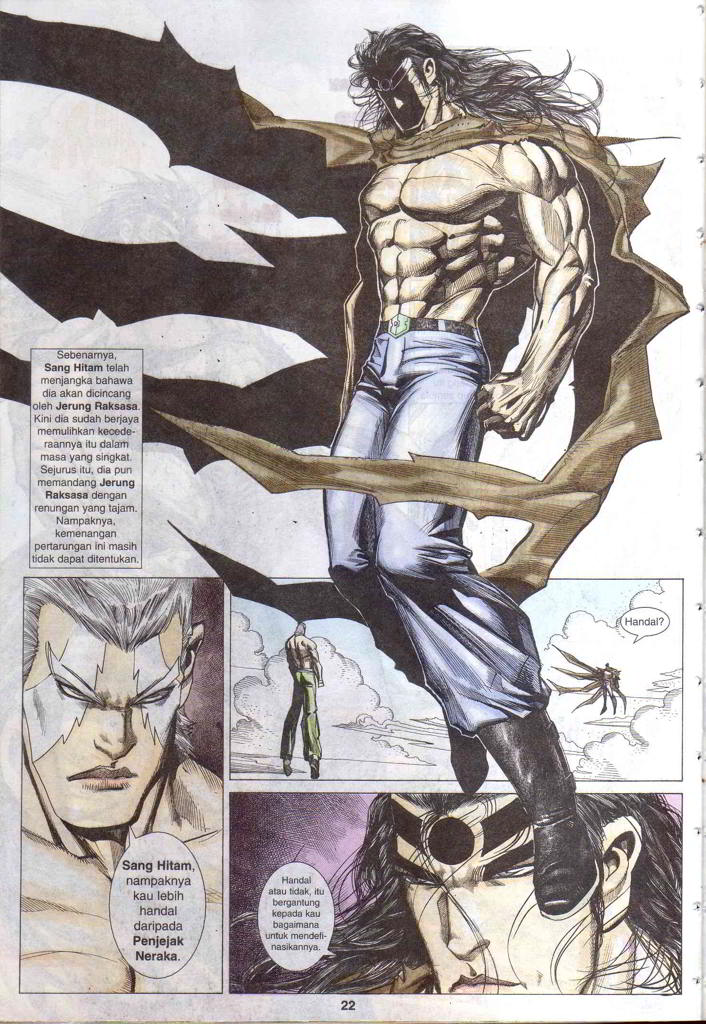 Sebenarnya,
Sang Hitam telah
menjangka bahawa
dia akan dicincang
oleh Jerung Raksasa.
Kini dia sudah berjaya
memulihkan kecede-
raannya itu dalam
masa yang singkat.
Sejurus itu, dia pun
memandang Jerung
Raksasa dengan
renungan yang tajam.
Nampaknya,
kemenangan
pertarungan ini masih
tidak dapat ditentukan.
Sang Hitam,
nampaknya
kau lebih
handal
daripada
Penjejak
Neraka.
Handal?
Handal
atau tidak, itu
bergantung
kepada kau
bagaimana
untuk mendefi-
nasikannya.
22